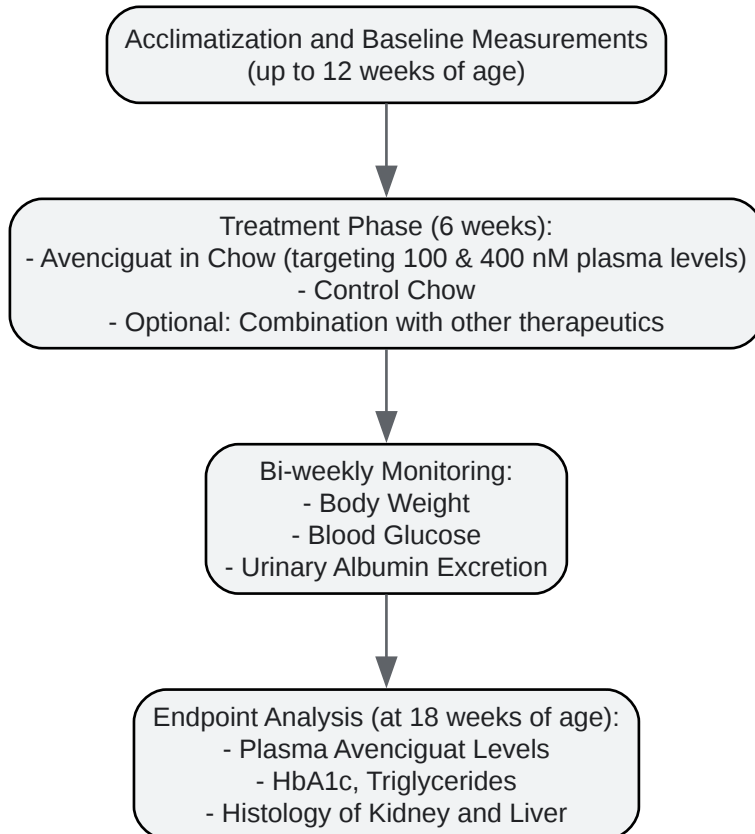 Acclimatization and Baseline Measurements
(up to 12 weeks of age)
Treatment Phase (6 weeks):
- Avenciguat in Chow (targeting 100 & 400 nM plasma levels)
- Control Chow
- Optional: Combination with other therapeutics
Bi-weekly Monitoring:
- Body Weight
- Blood Glucose
- Urinary Albumin Excretion
Endpoint Analysis (at 18 weeks of age):
- Plasma Avenciguat Levels
- HbA1c, Triglycerides
- Histology of Kidney and Liver